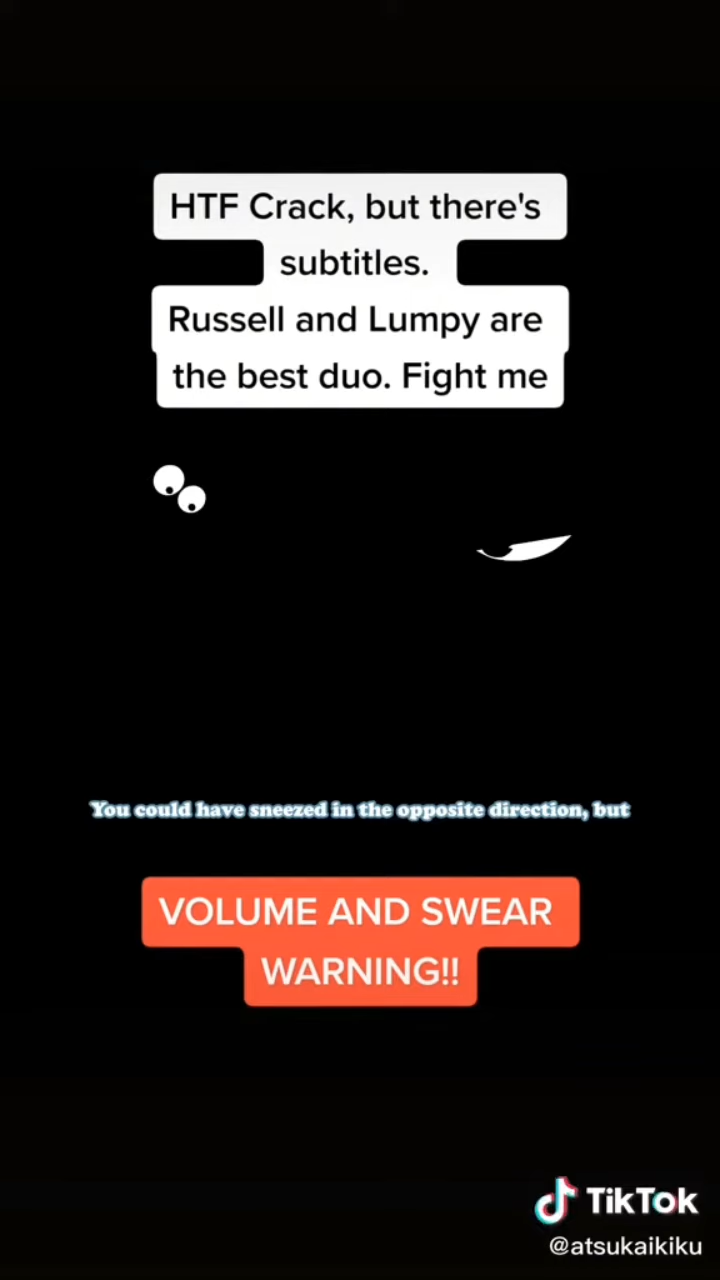 HTF Crack, but there's
subtitles.
Russell and Lumpy are
the best duo. Fight me
You could have sneezed in the opposite direction, but
VOLUME AND SWEAR
WARNING!!
TikTok
@atsukaikiku